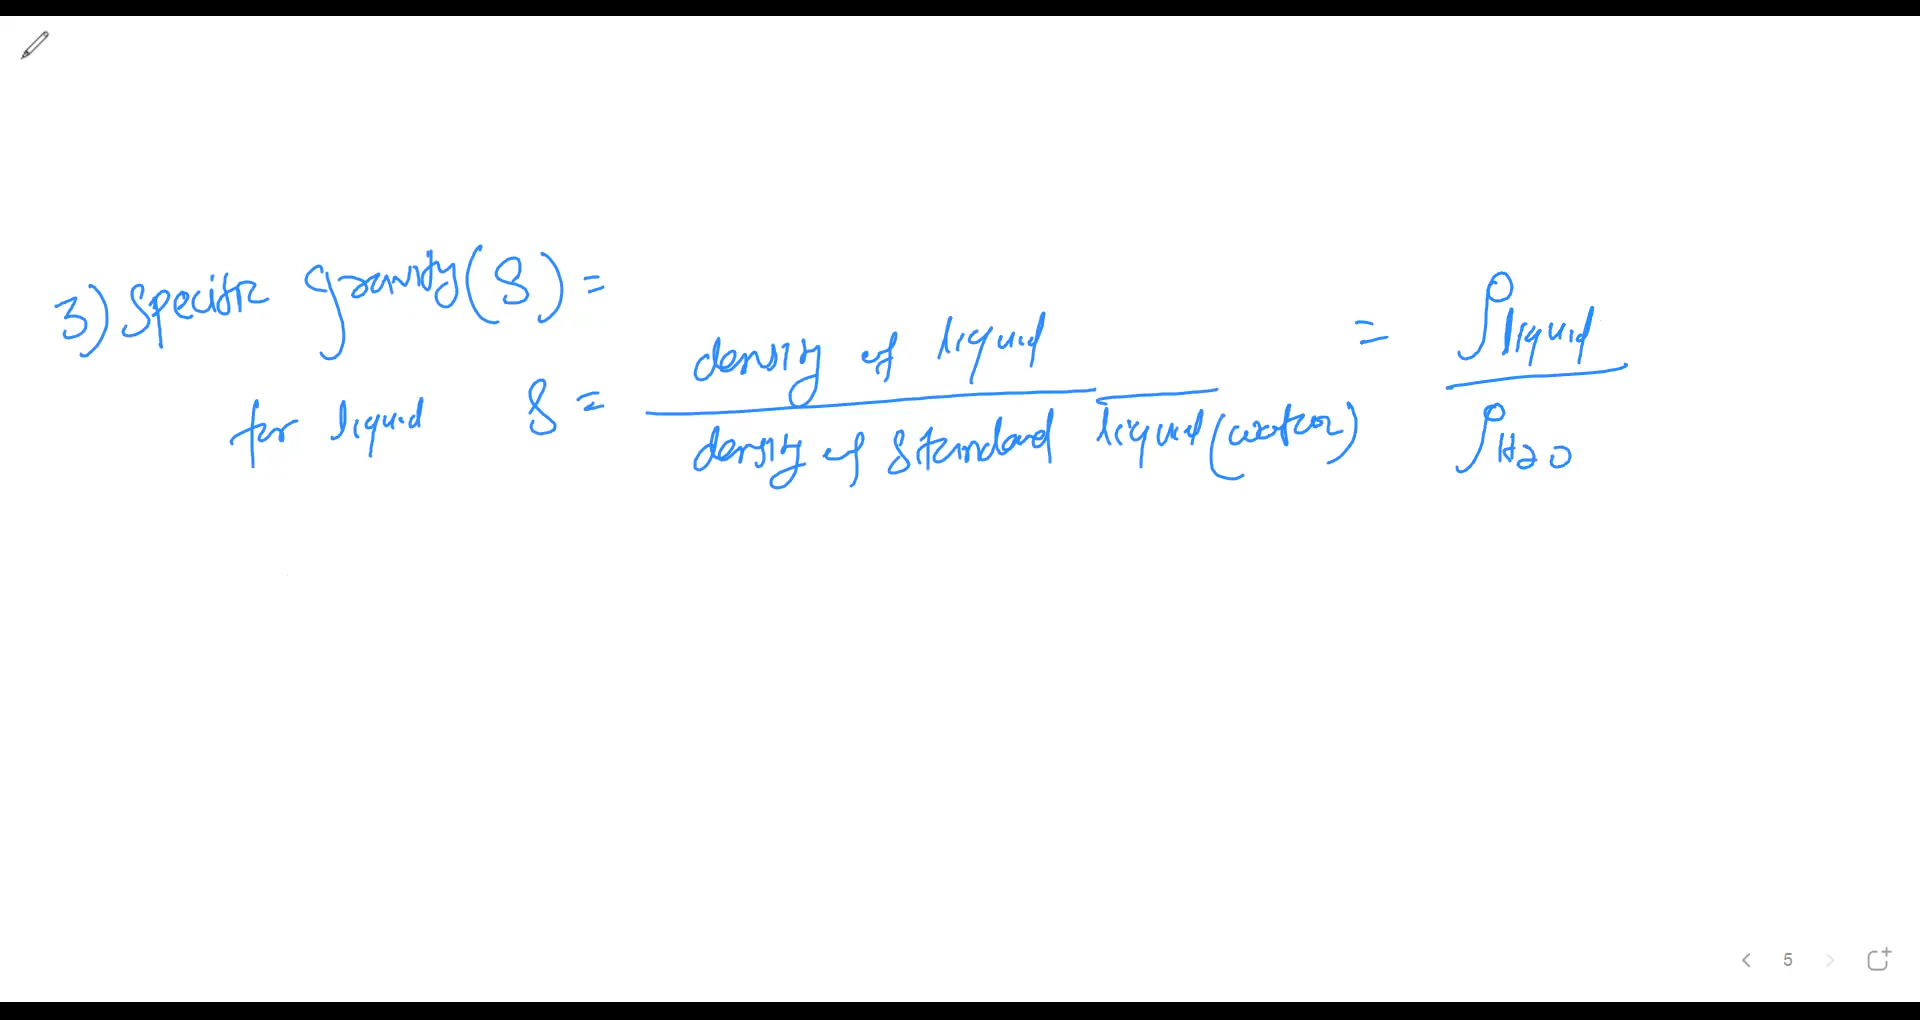 3) Specific gravity (S) =
for liquid S = density of liquid / density of standard liquid (water) = ρliquid / ρH2O
5